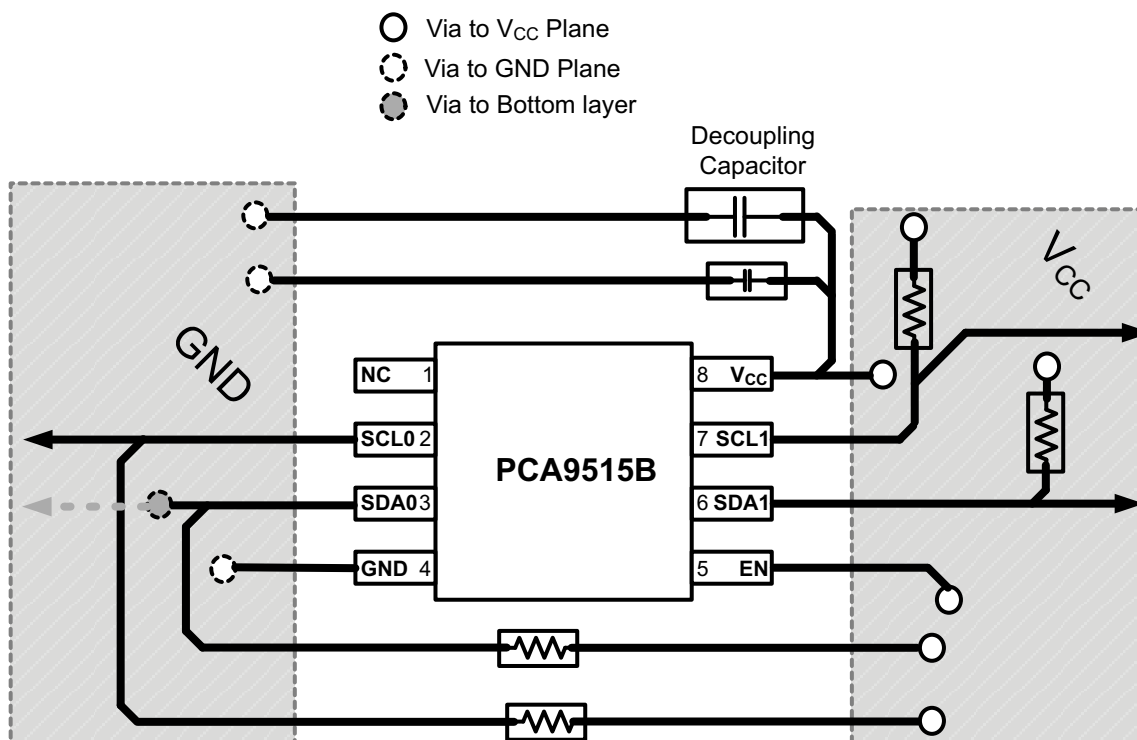 Via to VCC Plane
Via to GND Plane
Via to Bottom layer
Decoupling
Capacitor
GND
VCC
NC 1
SCL0 2
SDA0 3
GND 4
PCA9515B
8 VCC
7 SCL1
6 SDA1
5 EN